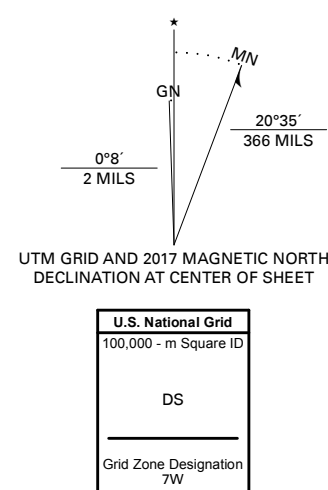 ★
MN
GN
20°35´
366 MILS
0°8´
2 MILS
UTM GRID AND 2017 MAGNETIC NORTH
DECLINATION AT CENTER OF SHEET
U.S. National Grid
100,000 - m Square ID
DS
Grid Zone Designation
7W